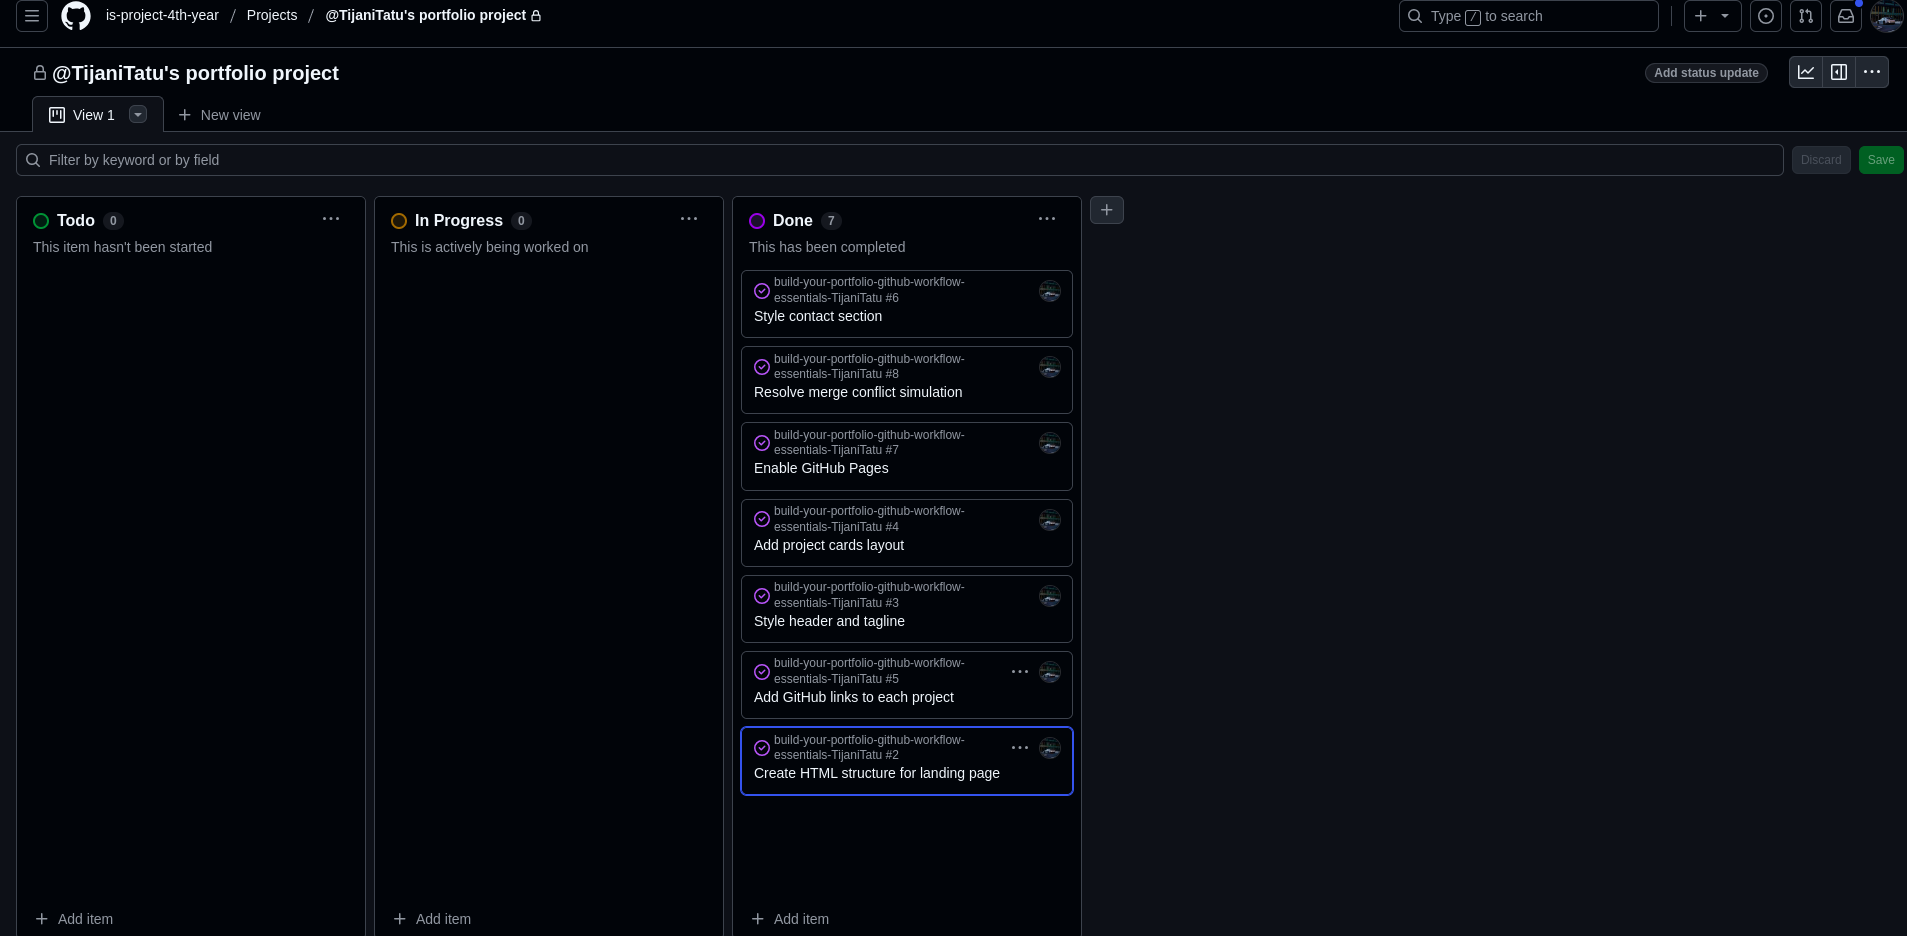 is-project-4th-year / Projects / @TijaniTatu's portfolio project
Type / to search
@TijaniTatu's portfolio project
Add status update
View 1
New view
Filter by keyword or by field
Discard
Save
Todo 0
This item hasn't been started
Add item
In Progress 0
This is actively being worked on
Add item
Done 7
This has been completed
build-your-portfolio-github-workflow-
essentials-TijaniTatu #6
Style contact section
build-your-portfolio-github-workflow-
essentials-TijaniTatu #8
Resolve merge conflict simulation
build-your-portfolio-github-workflow-
essentials-TijaniTatu #7
Enable GitHub Pages
build-your-portfolio-github-workflow-
essentials-TijaniTatu #4
Add project cards layout
build-your-portfolio-github-workflow-
essentials-TijaniTatu #3
Style header and tagline
build-your-portfolio-github-workflow-
essentials-TijaniTatu #5
Add GitHub links to each project
build-your-portfolio-github-workflow-
essentials-TijaniTatu #2
Create HTML structure for landing page
Add item